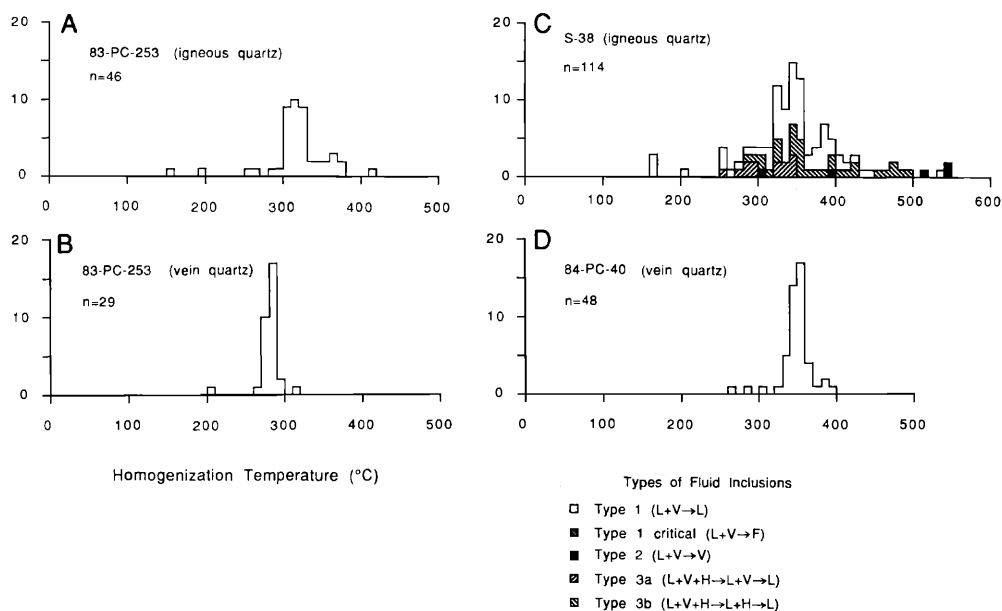 A
83-PC-253 (igneous quartz)
n=46
20
10
0
0 100 200 300 400 500
B
83-PC-253 (vein quartz)
n=29
20
10
0
0 100 200 300 400 500
Homogenization Temperature (°C)
C
S-38 (igneous quartz)
n=114
20
10
0
0 100 200 300 400 500 600
D
84-PC-40 (vein quartz)
n=48
20
10
0
0 100 200 300 400 500
Types of Fluid Inclusions
Type 1 (L+V→L)
Type 1 critical (L+V→F)
Type 2 (L+V→V)
Type 3a (L+V+H→L+V→L)
Type 3b (L+V+H→L+H→L)